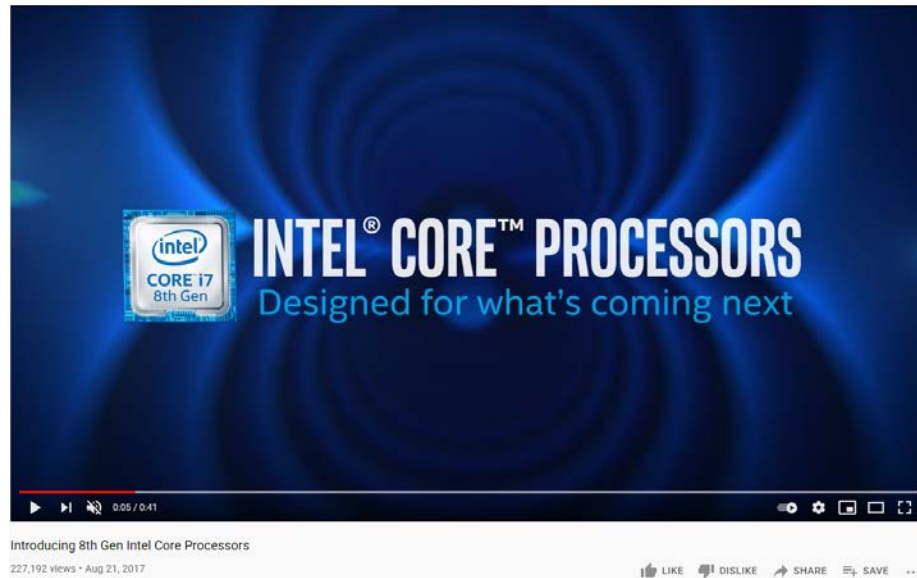 intel
CORE™ i7
8th Gen
INTEL® CORE™ PROCESSORS
Designed for what's coming next
0:05 / 0:41
Introducing 8th Gen Intel Core Processors
227,192 views • Aug 21, 2017
LIKE DISLIKE SHARE SAVE ...